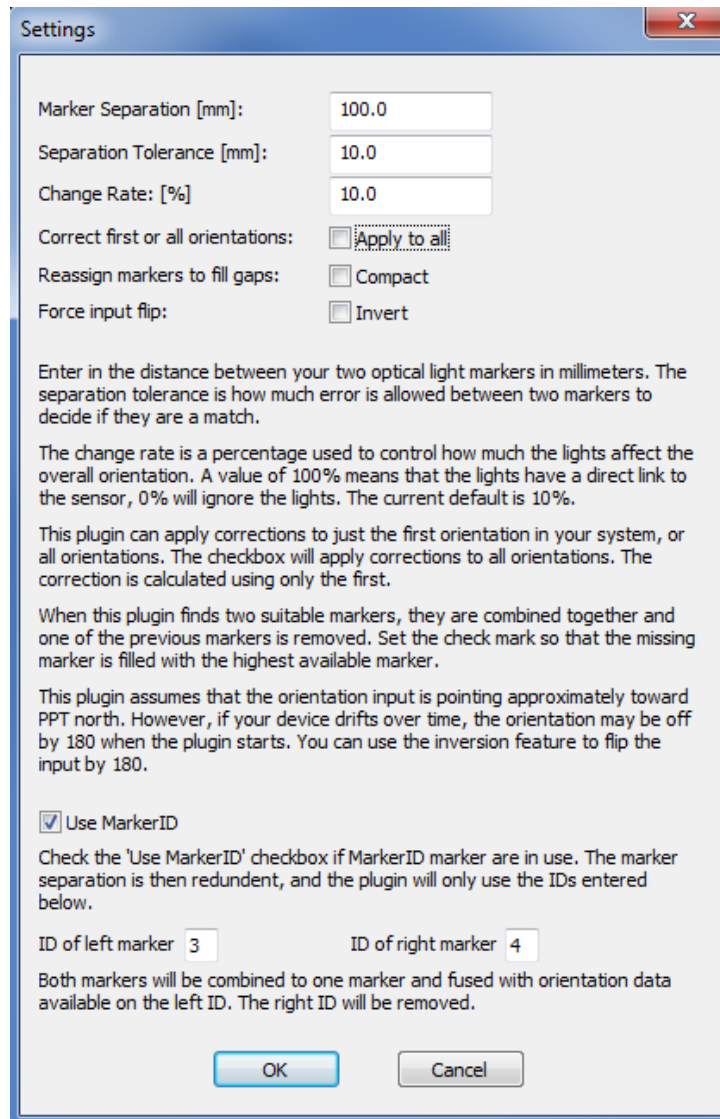 Settings
Marker Separation [mm]: 100.0
Separation Tolerance [mm]: 10.0
Change Rate: [%] 10.0
Correct first or all orientations: Apply to all
Reassign markers to fill gaps: Compact
Force input flip: Invert
Enter in the distance between your two optical light markers in millimeters. The
separation tolerance is how much error is allowed between two markers to
decide if they are a match.
The change rate is a percentage used to control how much the lights affect the
overall orientation. A value of 100% means that the lights have a direct link to
the sensor, 0% will ignore the lights. The current default is 10%.
This plugin can apply corrections to just the first orientation in your system, or
all orientations. The checkbox will apply corrections to all orientations. The
correction is calculated using only the first.
When this plugin finds two suitable markers, they are combined together and
one of the previous markers is removed. Set the check mark so that the missing
marker is filled with the highest available marker.
This plugin assumes that the orientation input is pointing approximately toward
PPT north. However, if your device drifts over time, the orientation may be off
by 180 when the plugin starts. You can use the inversion feature to flip the
input by 180.
Use MarkerID
Check the 'Use MarkerID' checkbox if MarkerID marker are in use. The marker
separation is then redundent, and the plugin will only use the IDs entered
below.
ID of left marker 3 ID of right marker 4
Both markers will be combined to one marker and fused with orientation data
available on the left ID. The right ID will be removed.
OK Cancel